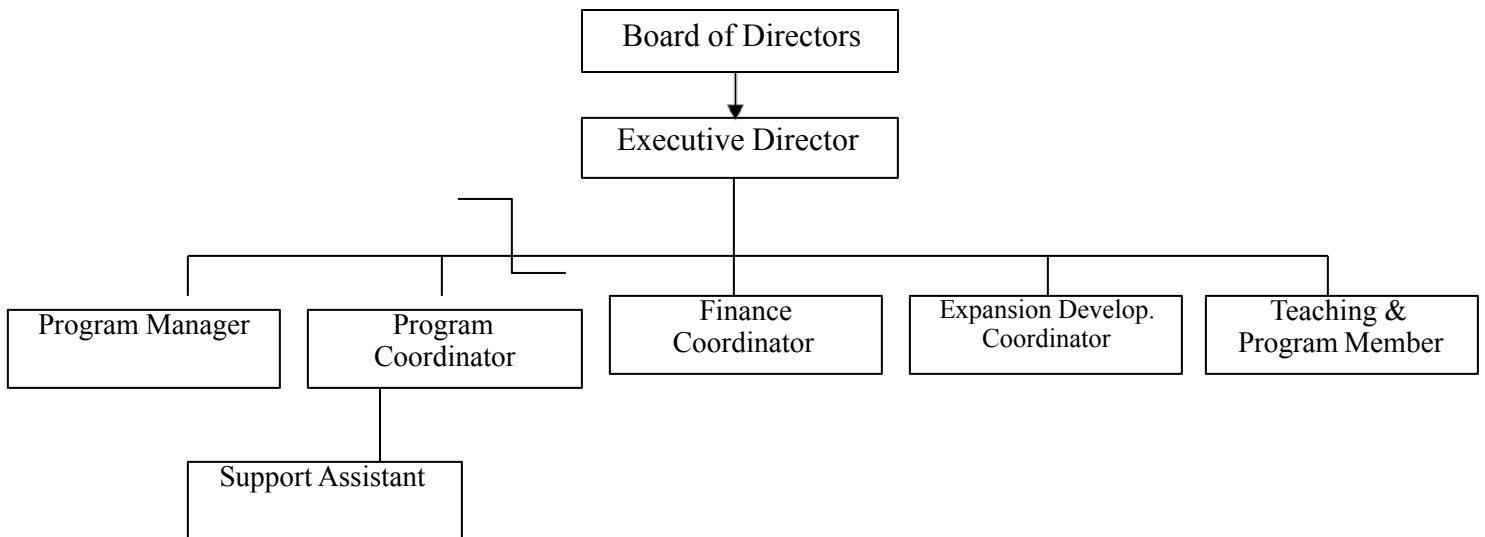 Board of Directors
Executive Director
Program Manager
Program
Coordinator
Finance
Coordinator
Expansion Develop.
Coordinator
Teaching &
Program Member
Support Assistant